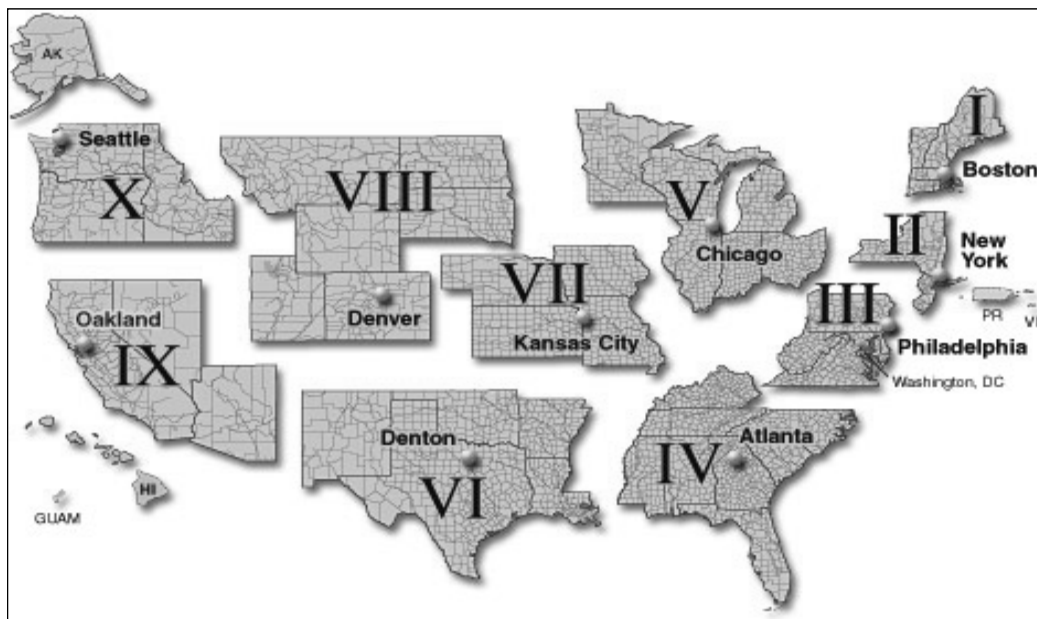 AK
Seattle
X
VIII
V
Chicago
I
Boston
II
New
York
PR
VI
III
Philadelphia
Washington, DC
VII
Kansas City
Denver
Oakland
IX
HI
GUAM
Denton
VI
Atlanta
IV